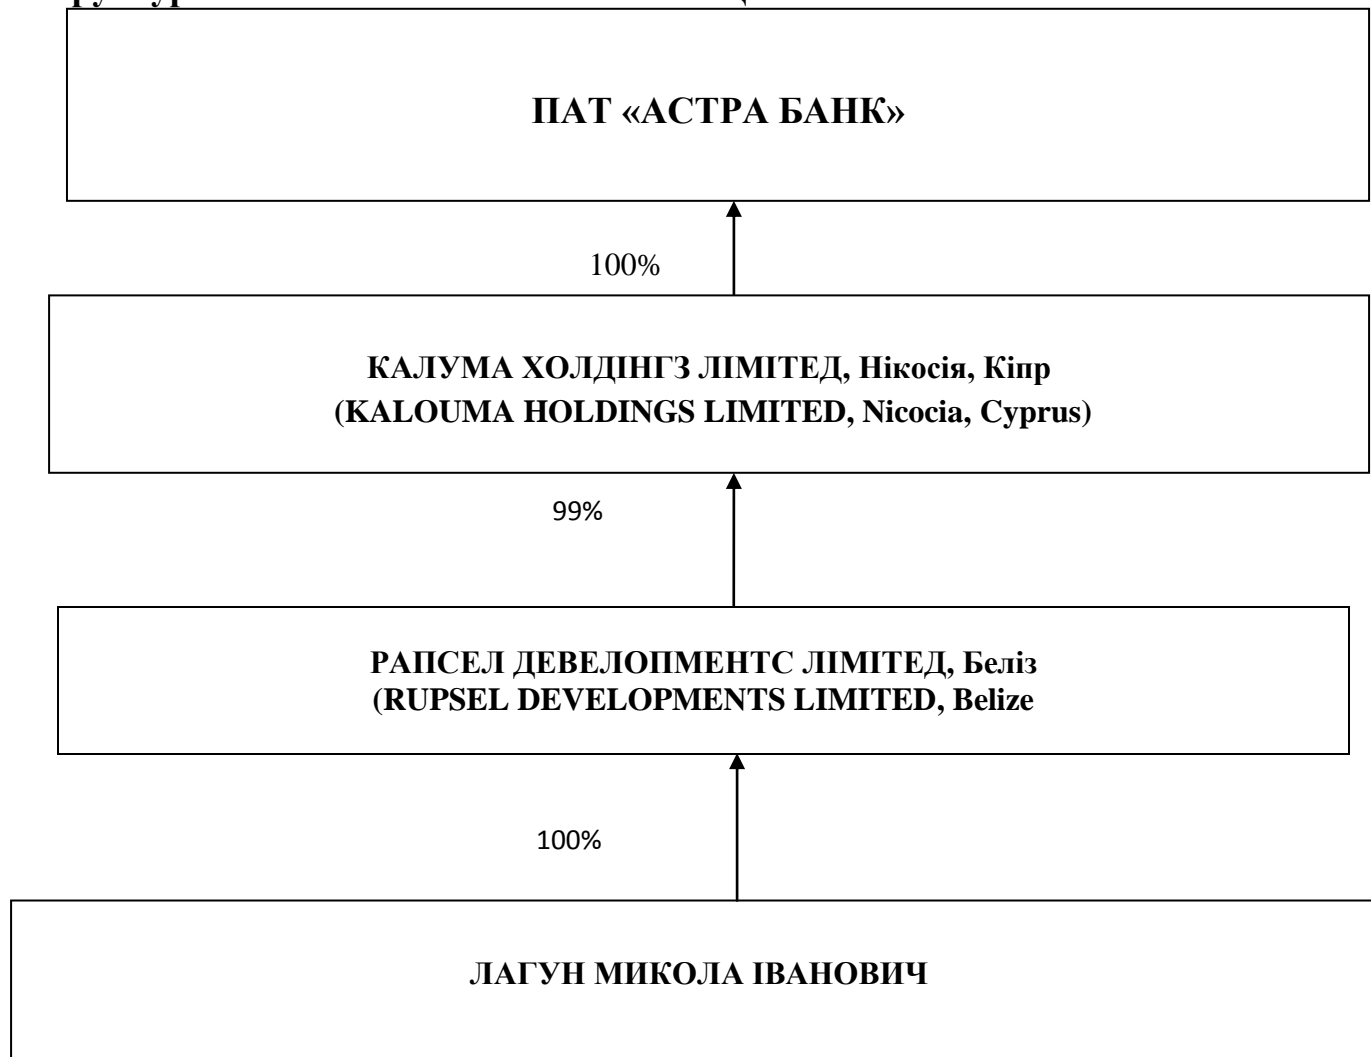 ПАТ «АСТРА БАНК»
100%
КАЛУМА ХОЛДІНГЗ ЛІМІТЕД, Нікосія, Кіпр
(KALOUMA HOLDINGS LIMITED, Nicocia, Cyprus)
99%
РАПСЕЛ ДЕВЕЛОПМЕНТС ЛІМІТЕД, Беліз
(RUPSEL DEVELOPMENTS LIMITED, Belize
100%
ЛАГУН МИКОЛА ІВАНОВИЧ